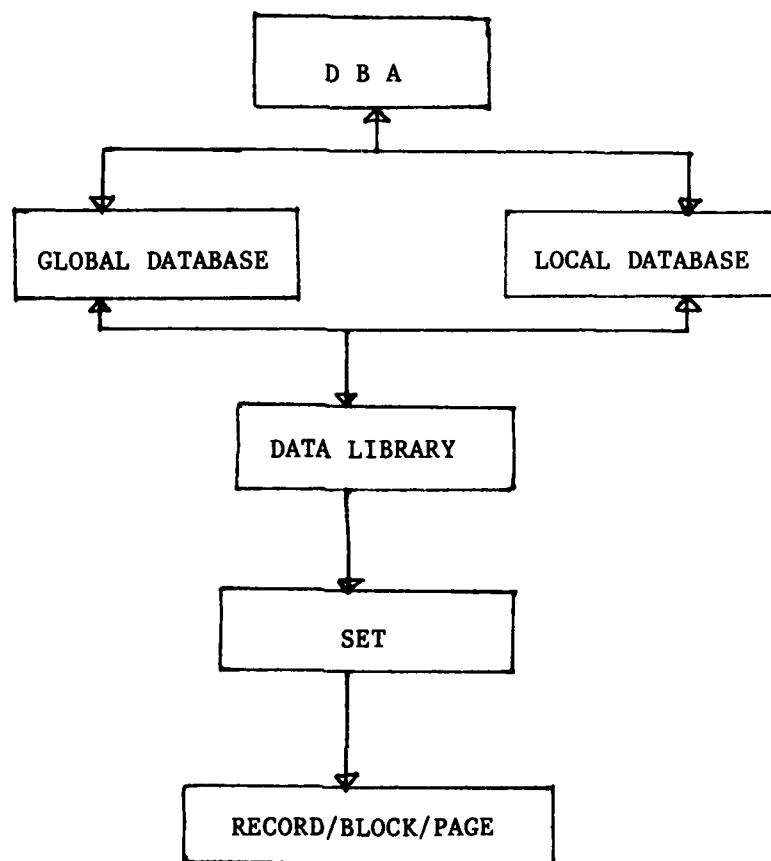 D B A
GLOBAL DATABASE
LOCAL DATABASE
DATA LIBRARY
SET
RECORD/BLOCK/PAGE